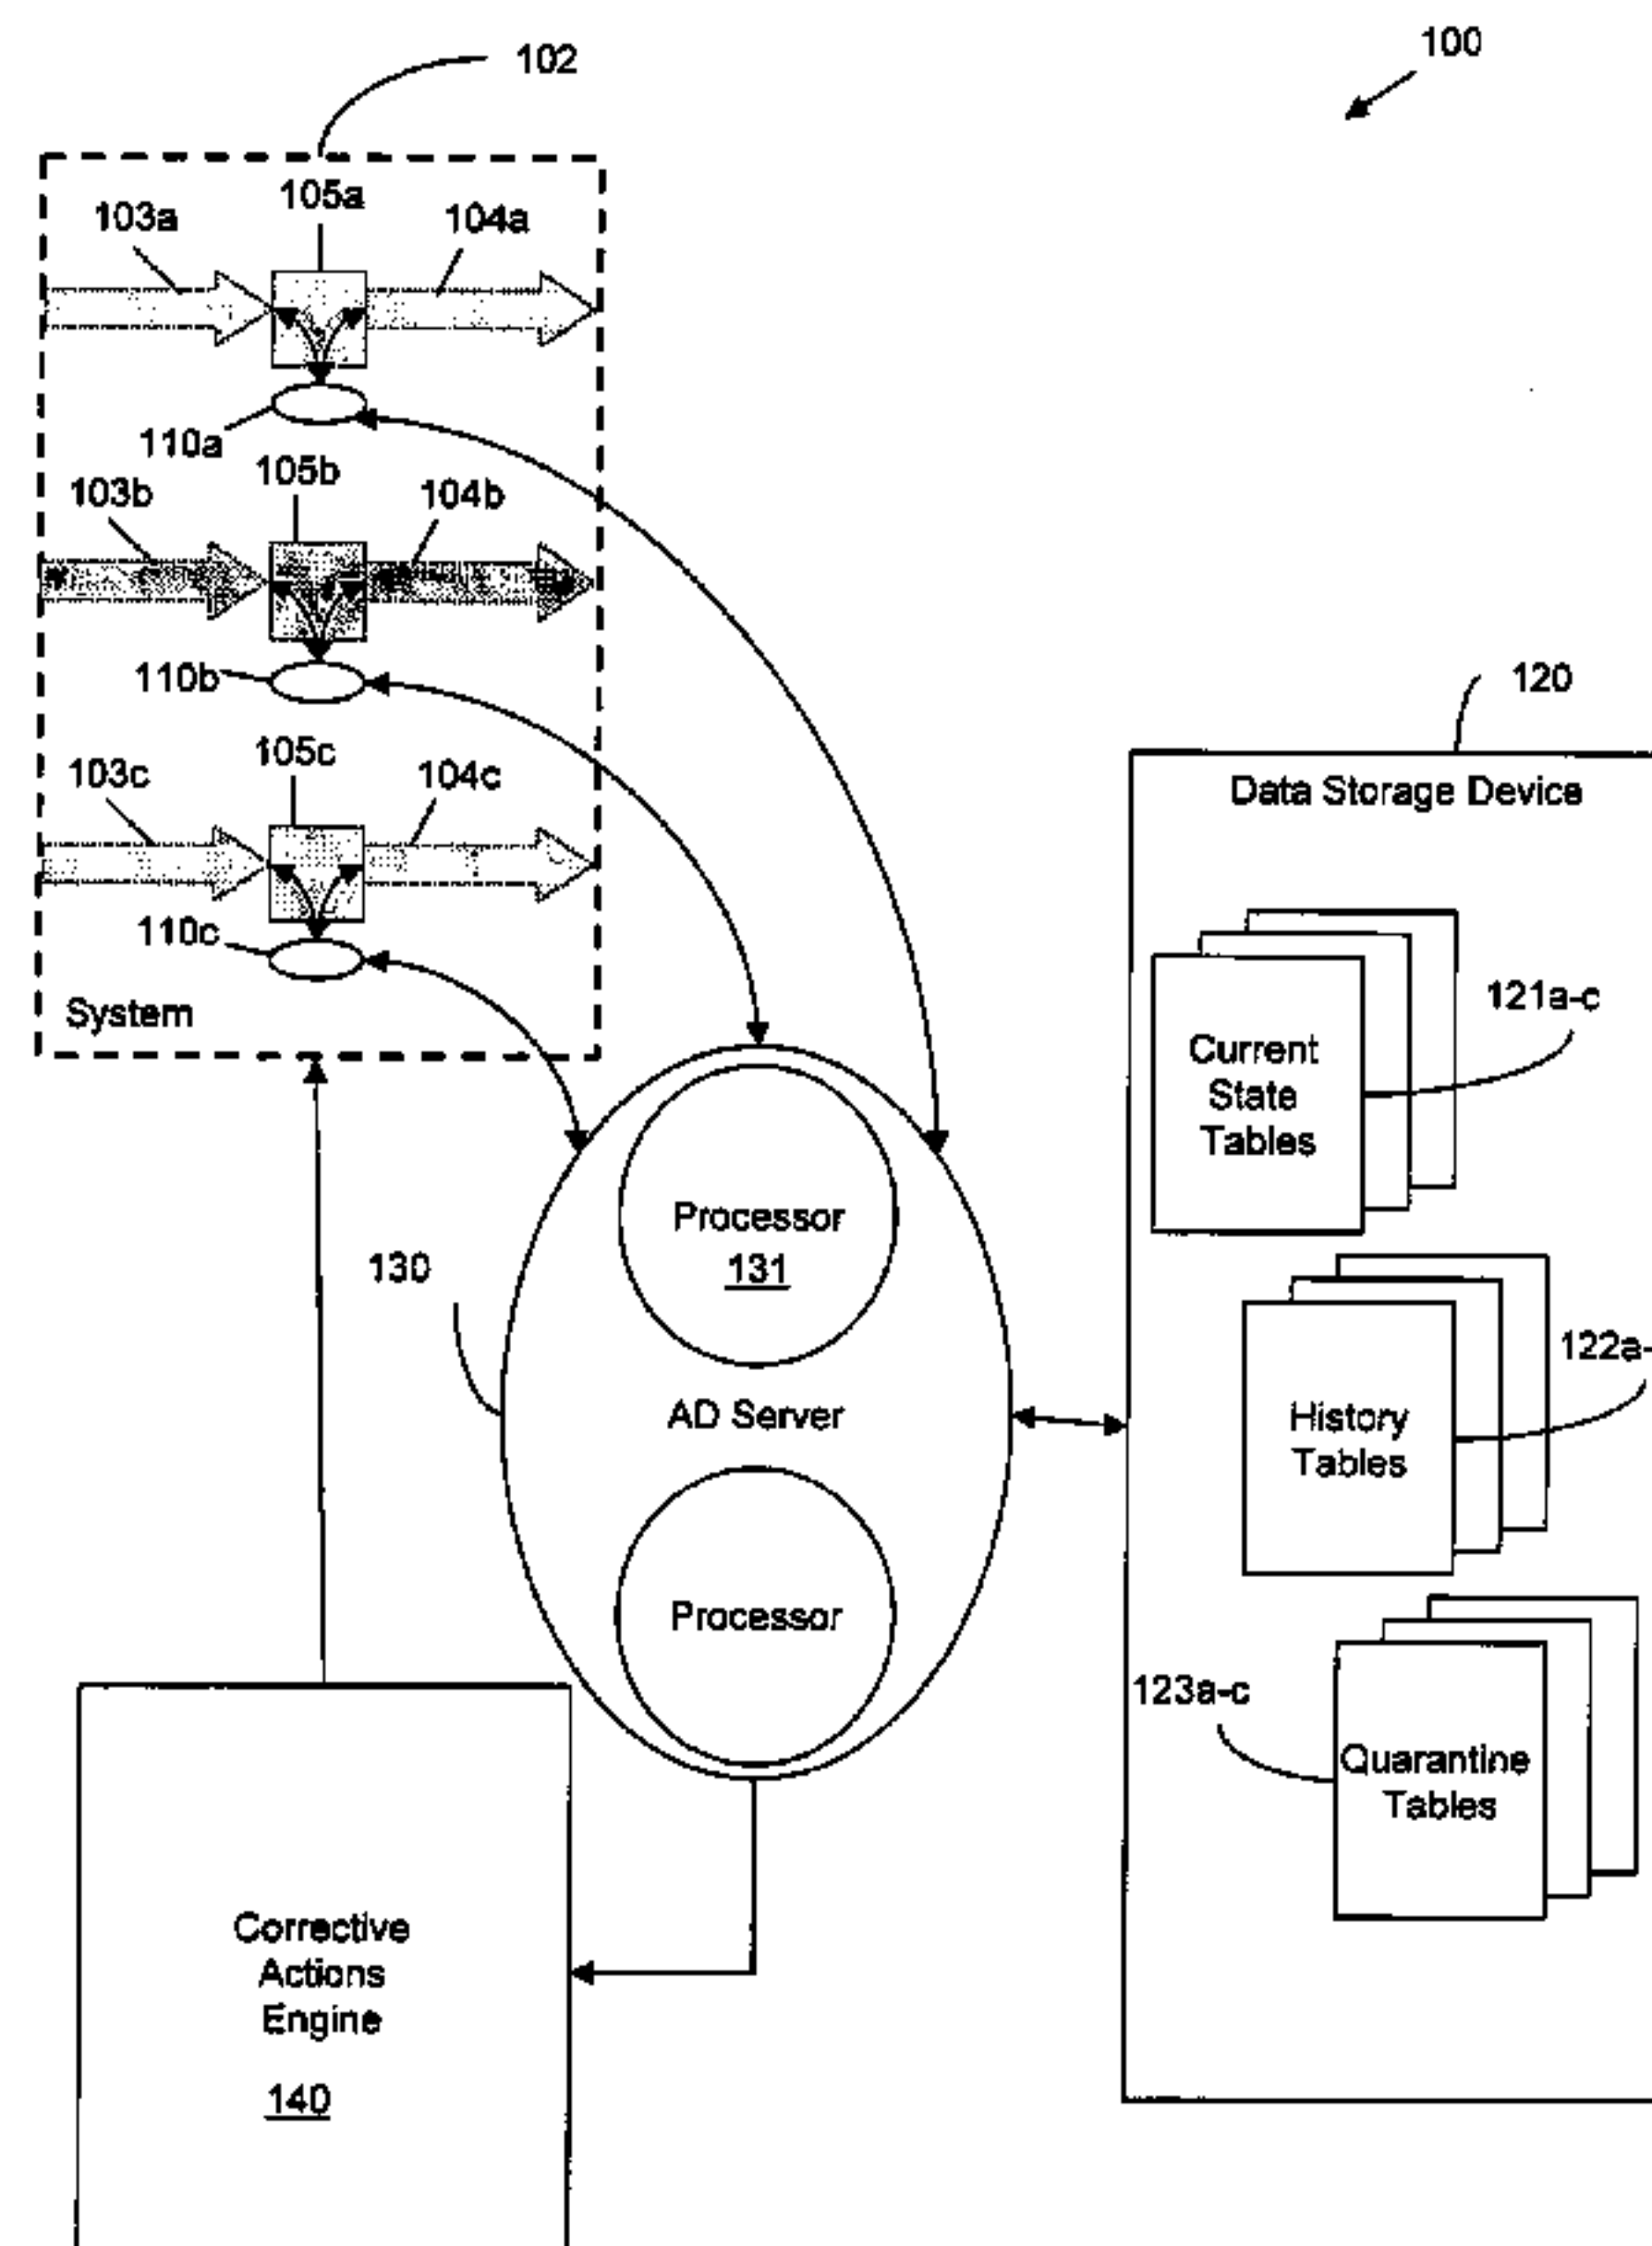 100
102
105a
103a
104a
110a
105b
103b
104b
110b
120
105c
103c
104c
Data Storage Device
110c
System
121a-c
Current
State
Tables
Processor
131
130
122a-
History
Tables
AD Server
Processor
123a-c
Quarantine
Tables
Corrective
Actions
Engine
140